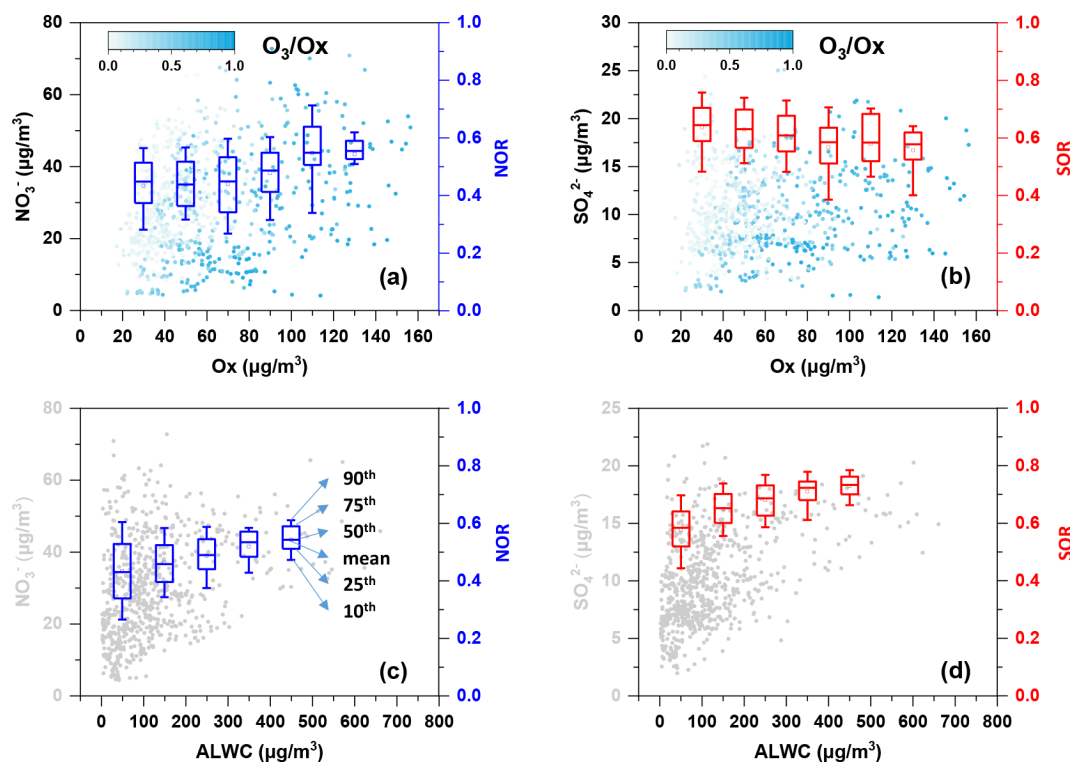 O₃/Ox
0.0 0.5 1.0
80
60
40
20
0
NO₃⁻ (µg/m³)
1.0
0.8
0.6
0.4
0.2
0.0
NOR
(a)
0 20 40 60 80 100 120 140 160
Ox (µg/m³)
O₃/Ox
0.0 0.5 1.0
30
25
20
15
10
5
0
SO₄²⁻ (µg/m³)
1.0
0.8
0.6
0.4
0.2
0.0
SOR
(b)
0 20 40 60 80 100 120 140 160
Ox (µg/m³)
80
60
40
20
0
NO₃⁻ (µg/m³)
90th
75th
50th
mean
25th
10th
1.0
0.8
0.6
0.4
0.2
0.0
NOR
(c)
0 100 200 300 400 500 600 700 800
ALWC (µg/m³)
25
20
15
10
5
0
SO₄²⁻ (µg/m³)
1.0
0.8
0.6
0.4
0.2
0.0
SOR
(d)
0 100 200 300 400 500 600 700 800
ALWC (µg/m³)